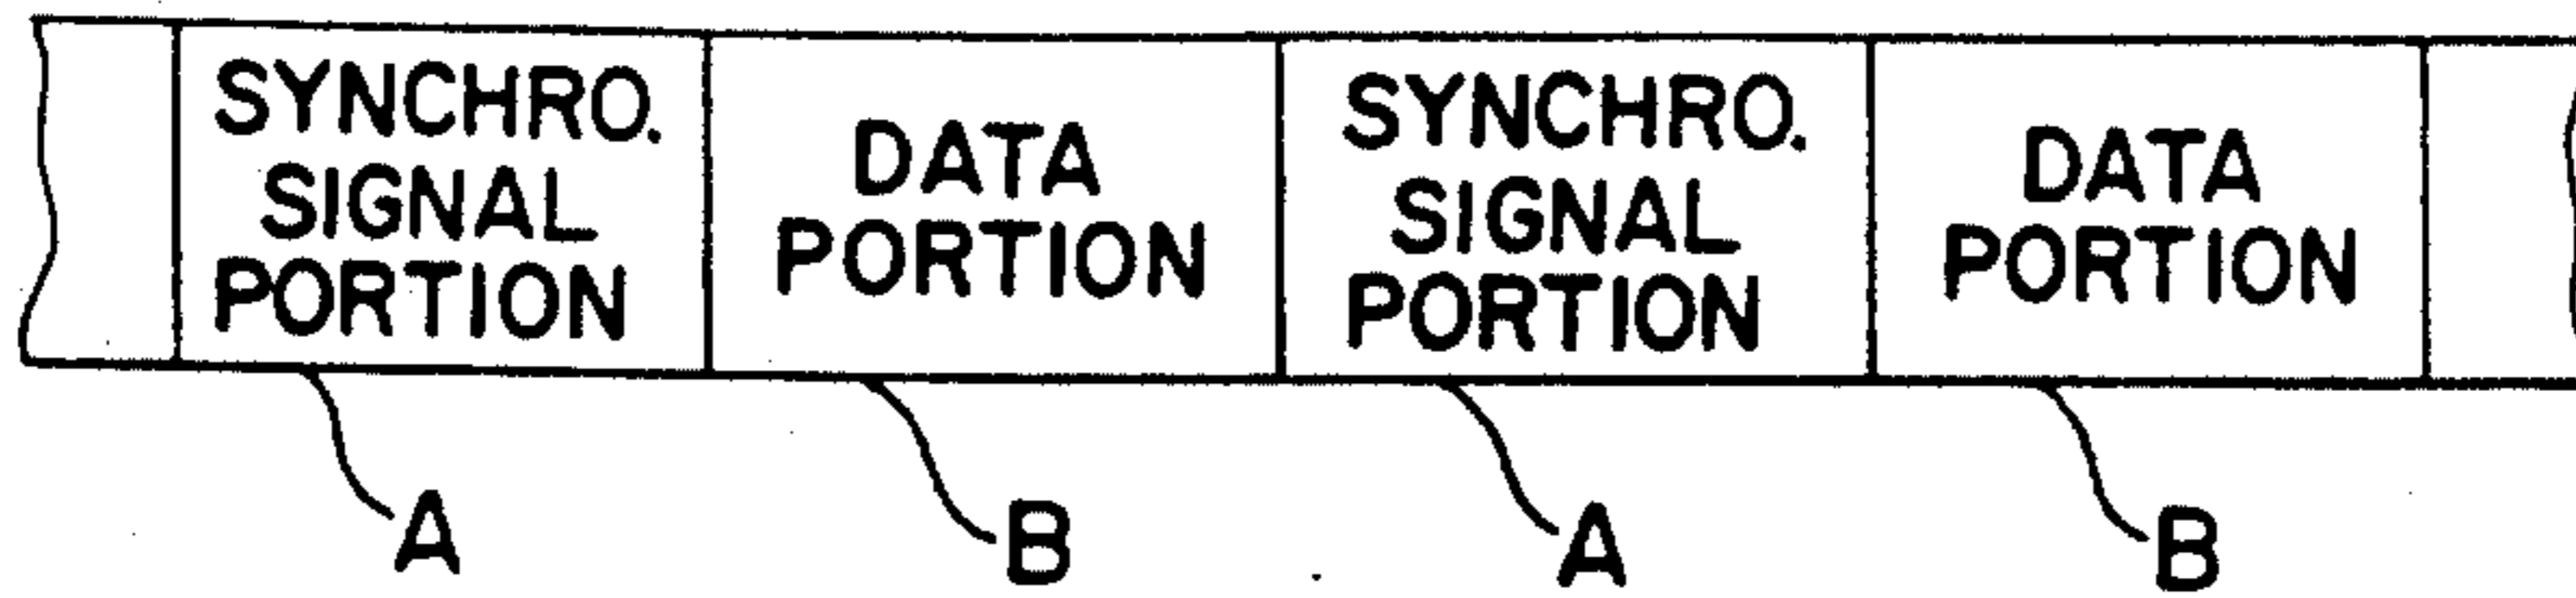 SYNCHRO.
SIGNAL
PORTION
DATA
PORTION
SYNCHRO.
SIGNAL
PORTION
DATA
PORTION
A
B
A
B